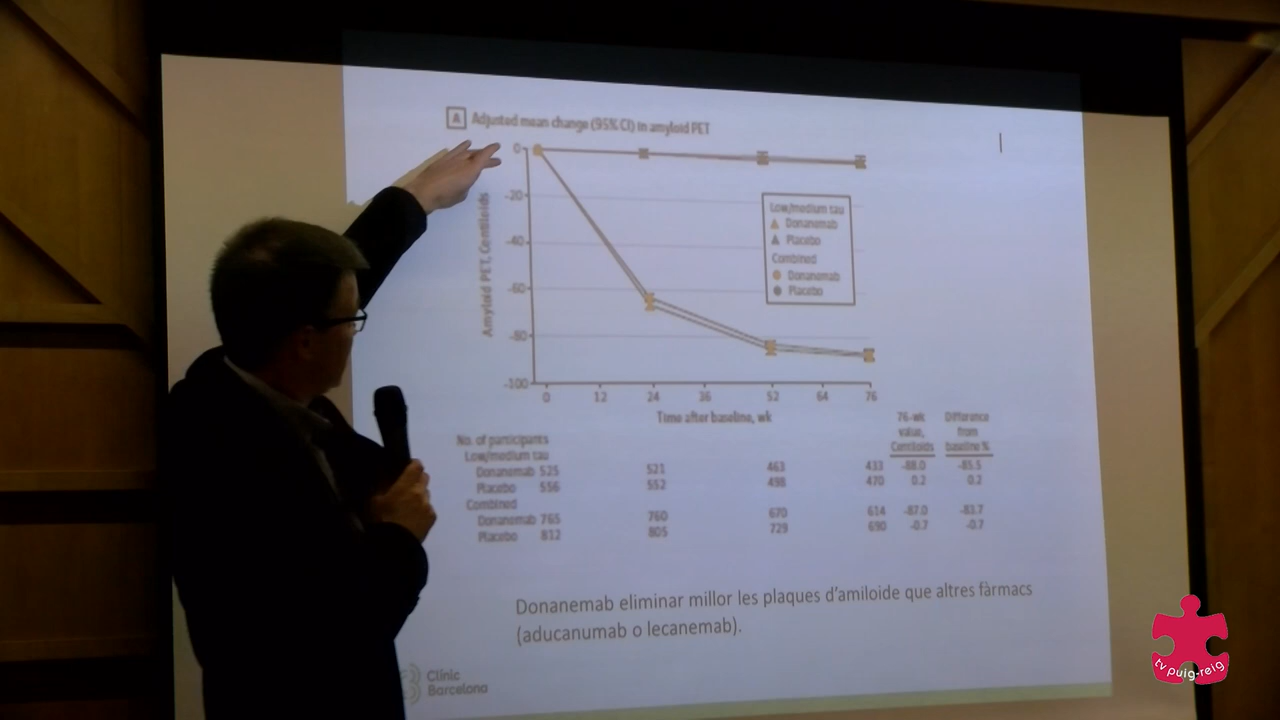 A Adjusted mean change (95% CI) in amyloid PET
0
-20
-40
-60
-80
-100
Amyloid PET, Centiloids
Low/medium tau
Donanemab
Placebo
Combined
Donanemab
Placebo
0 12 24 36 52 64 76
Time after baseline, wk
76-wk value, Centiloids
Difference from baseline %
No. of participants
Low/medium tau
Donanemab 525 521 463 433 -88.0 -85.5
Placebo 556 552 498 470 0.2 0.2
Combined
Donanemab 765 760 670 614 -87.0 -83.7
Placebo 812 805 729 690 -0.7 -0.7
Donanemab eliminar millor les plaques d'amiloide que altres fàrmacs
(aducanumab o lecanemab).
Clínic
Barcelona
tv puig-reig